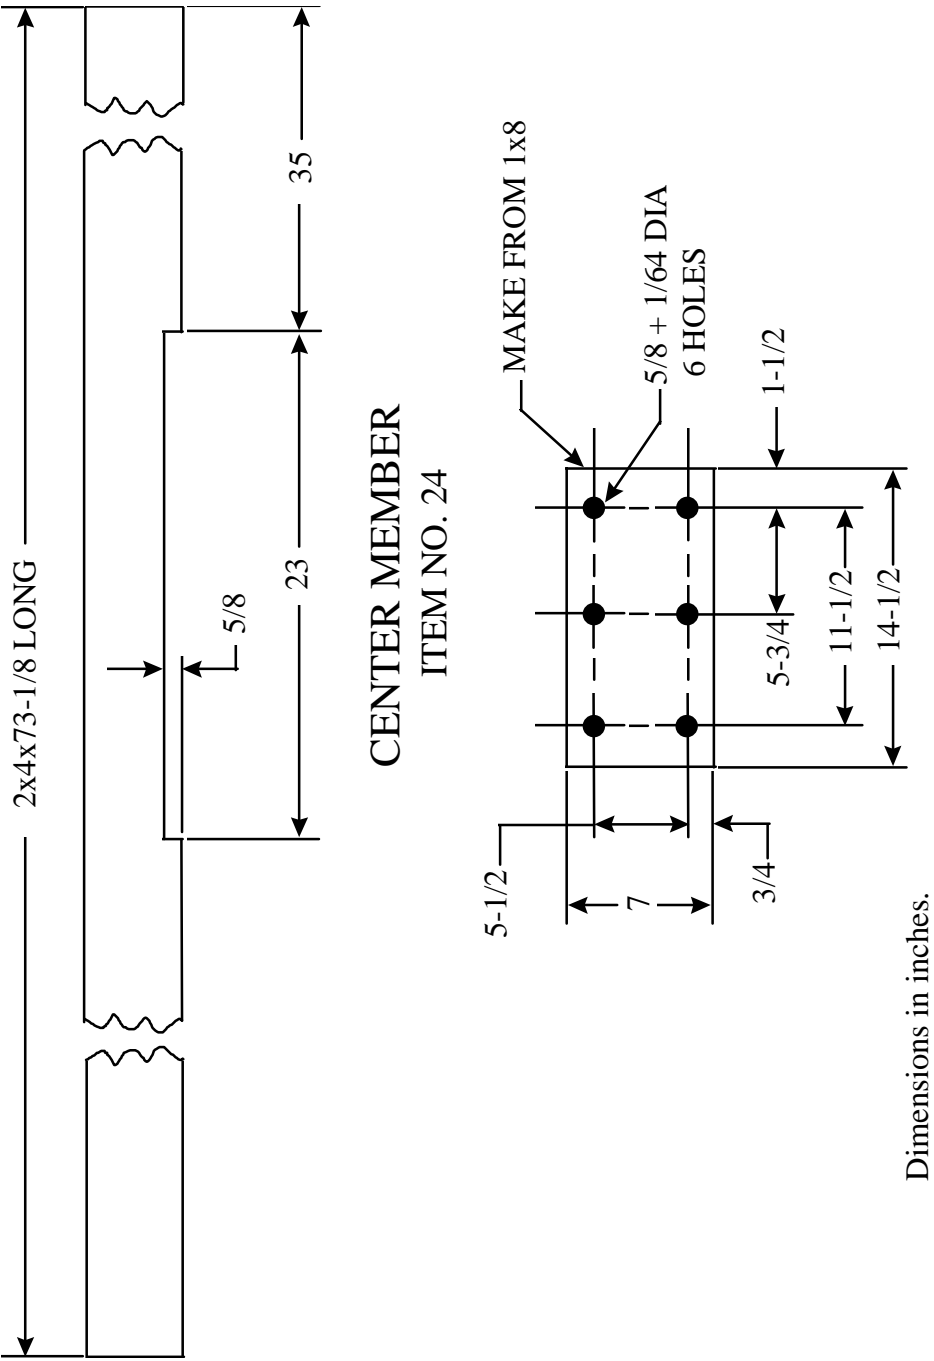 2x4x73-1/8 LONG
5/8
23
35
CENTER MEMBER
ITEM NO. 24
MAKE FROM 1x8
5/8 + 1/64 DIA
6 HOLES
5-1/2
7
3/4
1-1/2
5-3/4
11-1/2
14-1/2
Dimensions in inches.